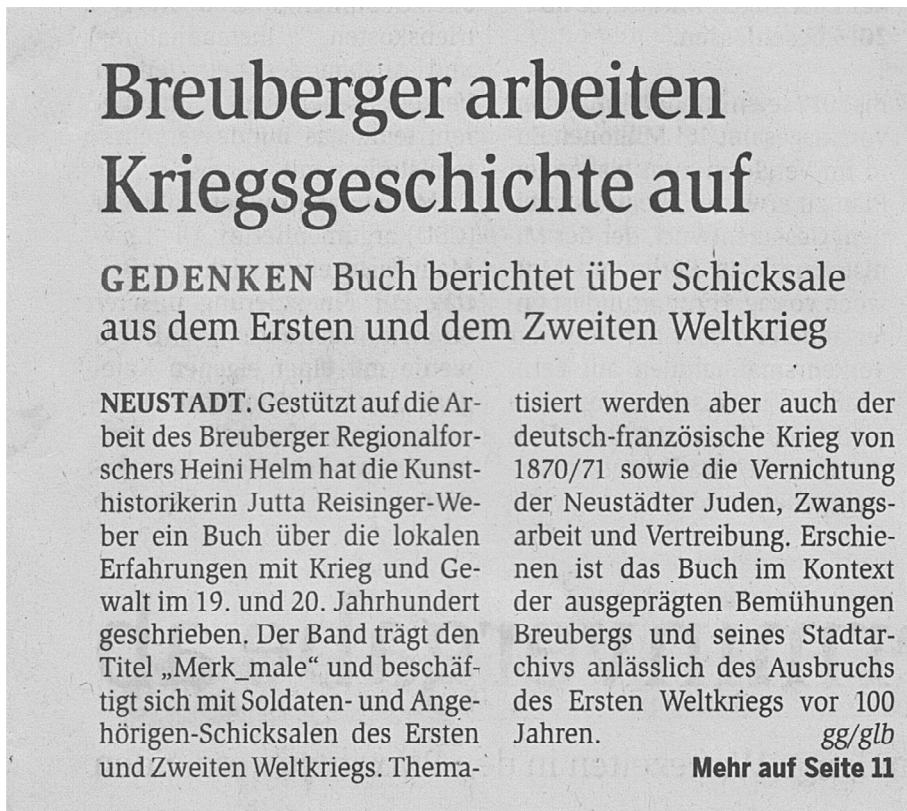 Breuberger arbeiten
Kriegsgeschichte auf
GEDENKEN Buch berichtet über Schicksale
aus dem Ersten und dem Zweiten Weltkrieg
NEUSTADT. Gestützt auf die Ar-
beit des Breuberger Regionalfor-
schers Heini Helm hat die Kunst-
historikerin Jutta Reisinger-We-
ber ein Buch über die lokalen
Erfahrungen mit Krieg und Ge-
walt im 19. und 20. Jahrhundert
geschrieben. Der Band trägt den
Titel „Merk_male“ und beschäf-
tigt sich mit Soldaten- und Ange-
hörigen-Schicksalen des Ersten
und Zweiten Weltkriegs. Thema-
tisiert werden aber auch der
deutsch-französische Krieg von
1870/71 sowie die Vernichtung
der Neustädter Juden, Zwangs-
arbeit und Vertreibung. Erschie-
nen ist das Buch im Kontext
der ausgeprägten Bemühungen
Breubergs und seines Stadtar-
chivs anlässlich des Ausbruchs
des Ersten Weltkriegs vor 100
Jahren. gg/glb
Mehr auf Seite 11